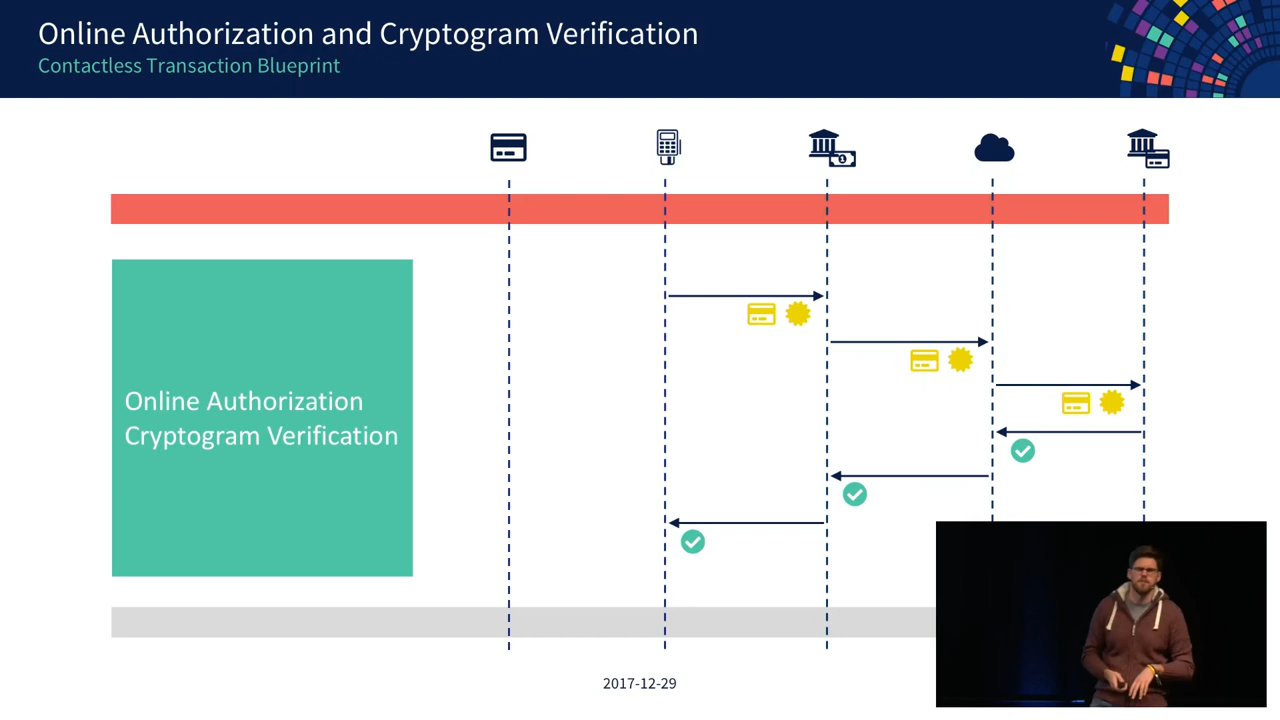 Online Authorization and Cryptogram Verification
Contactless Transaction Blueprint
Online Authorization
Cryptogram Verification
2017-12-29